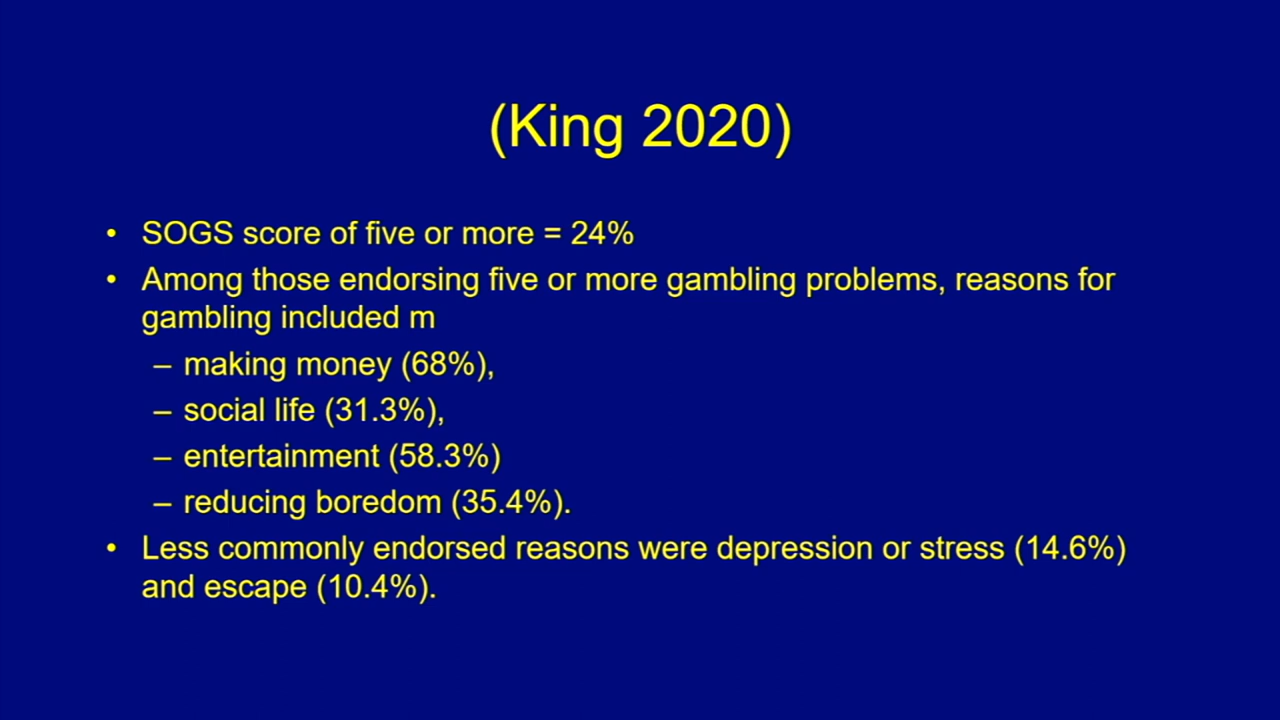 (King 2020)
• SOGS score of five or more = 24%
• Among those endorsing five or more gambling problems, reasons for
gambling included m
– making money (68%),
– social life (31.3%),
– entertainment (58.3%)
– reducing boredom (35.4%).
• Less commonly endorsed reasons were depression or stress (14.6%)
and escape (10.4%).